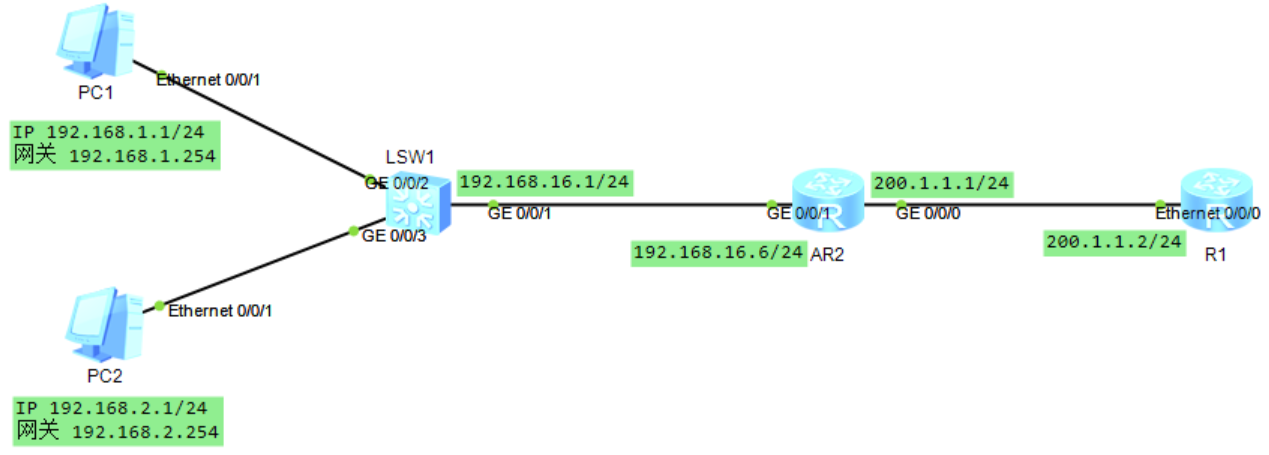 Ethernet 0/0/1
PC1
IP 192.168.1.1/24
网关 192.168.1.254
LSW1
GE 0/0/2
192.168.16.1/24
200.1.1.1/24
GE 0/0/1
GE 0/0/1
GE 0/0/0
Ethernet 0/0/0
GE 0/0/3
192.168.16.6/24
AR2
200.1.1.2/24
R1
Ethernet 0/0/1
PC2
IP 192.168.2.1/24
网关 192.168.2.254